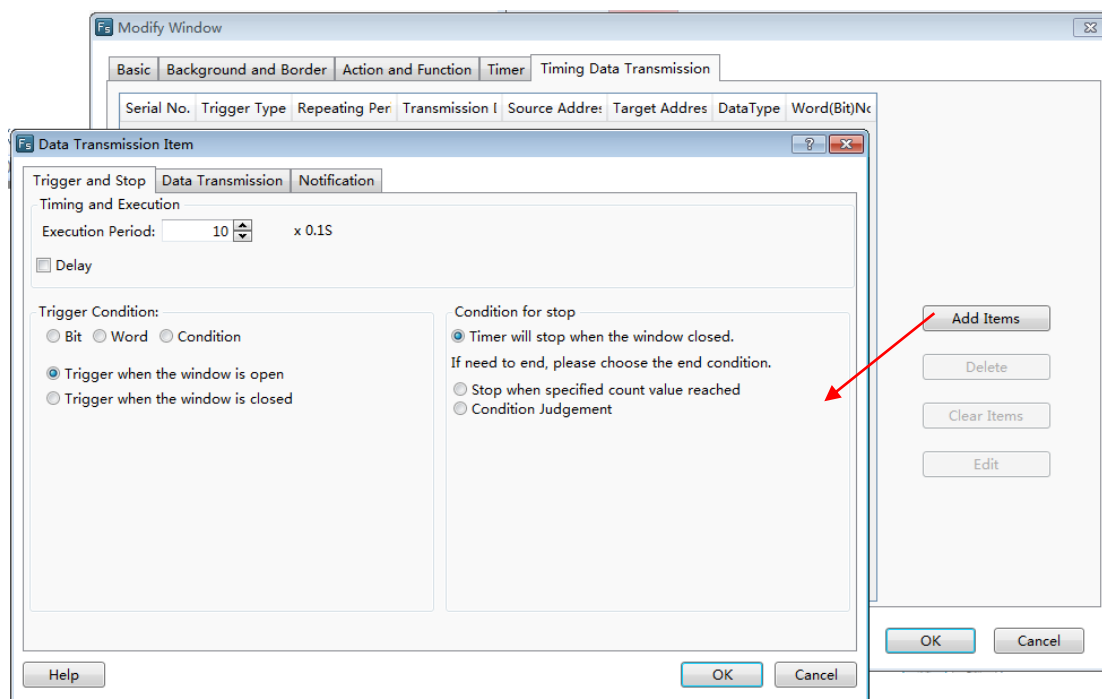 Fs Modify Window
Basic Background and Border Action and Function Timer Timing Data Transmission
Serial No. Trigger Type Repeating Per Transmission Source Addres Target Addres DataType Word(Bit)Nc
Fs Data Transmission Item
Trigger and Stop Data Transmission Notification
Timing and Execution
Execution Period: 10 x 0.1S
Delay
Trigger Condition:
Bit Word Condition
Trigger when the window is open
Trigger when the window is closed
Condition for stop
Timer will stop when the window closed.
If need to end, please choose the end condition.
Stop when specified count value reached
Condition Judgement
Add Items
Delete
Clear Items
Edit
OK Cancel
Help OK Cancel